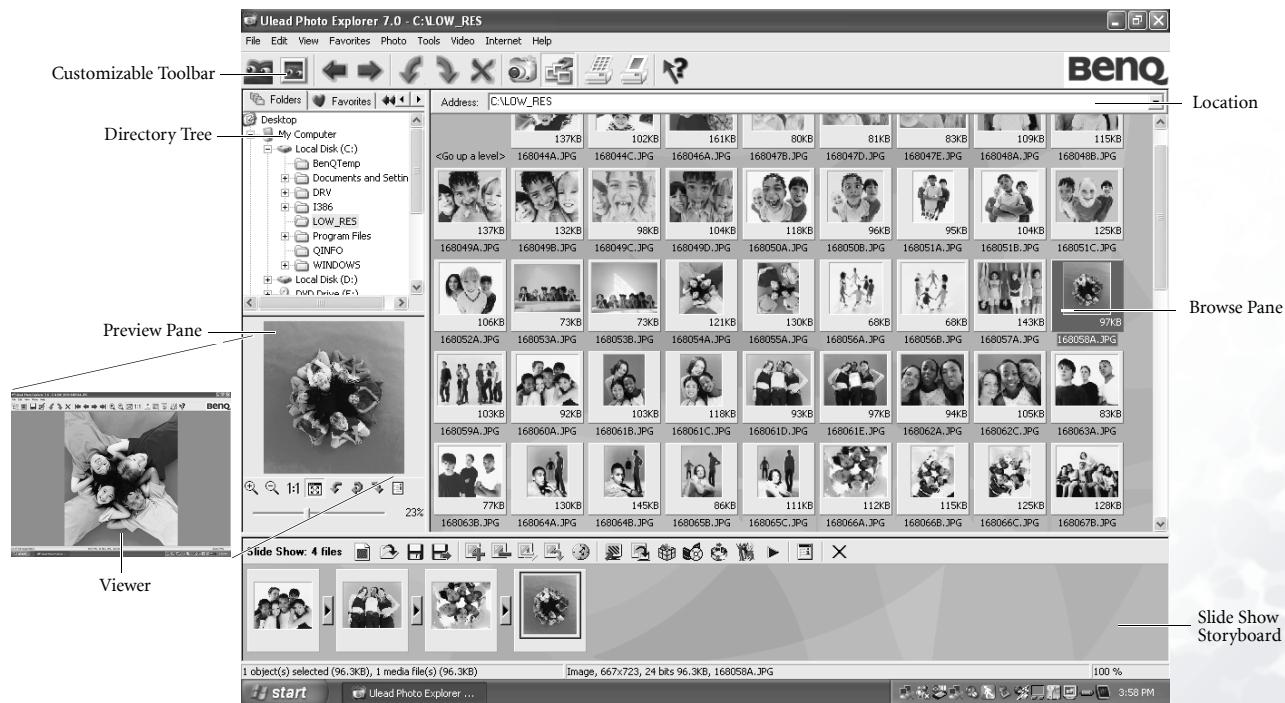 Ulead Photo Explorer 7.0 - C:\LOW_RES
File Edit View Favorites Photo Tools Video Internet Help
Customizable Toolbar
BenQ
Folders Favorites
Address: C:\LOW_RES
Location
Directory Tree
Desktop
My Computer
Local Disk (C:)
BenQTemp
Documents and Settin
DRV
I386
LOW_RES
Program Files
QINFO
WINDOWS
Local Disk (D:)
DVD Drive (E:)
137KB 102KB 161KB 80KB 81KB 83KB 109KB 115KB
<Go up a level> 168044A.JPG 168044C.JPG 168046A.JPG 168047B.JPG 168047D.JPG 168047E.JPG 168048A.JPG 168048B.JPG
137KB 132KB 98KB 104KB 118KB 96KB 95KB 104KB 125KB
168049A.JPG 168049B.JPG 168049C.JPG 168049D.JPG 168050A.JPG 168050B.JPG 168051A.JPG 168051B.JPG 168051C.JPG
106KB 73KB 73KB 121KB 130KB 68KB 68KB 143KB 97KB
168052A.JPG 168053A.JPG 168053B.JPG 168054A.JPG 168055A.JPG 168056A.JPG 168056B.JPG 168057A.JPG 168058A.JPG
Browse Pane
103KB 92KB 103KB 118KB 93KB 97KB 94KB 105KB 83KB
168059A.JPG 168060A.JPG 168061B.JPG 168061C.JPG 168061D.JPG 168061E.JPG 168062A.JPG 168062C.JPG 168063A.JPG
77KB 130KB 145KB 86KB 111KB 112KB 115KB 125KB 128KB
168063B.JPG 168064A.JPG 168064B.JPG 168065B.JPG 168065C.JPG 168066A.JPG 168066B.JPG 168066C.JPG 168067B.JPG
Preview Pane
BenQ
1:1
23%
Viewer
Slide Show: 4 files
Slide Show
Storyboard
1 object(s) selected (96.3KB), 1 media file(s) (96.3KB) Image, 667x723, 24 bits 96.3KB, 168058A.JPG 100 %
start Ulead Photo Explorer ... 3:58 PM